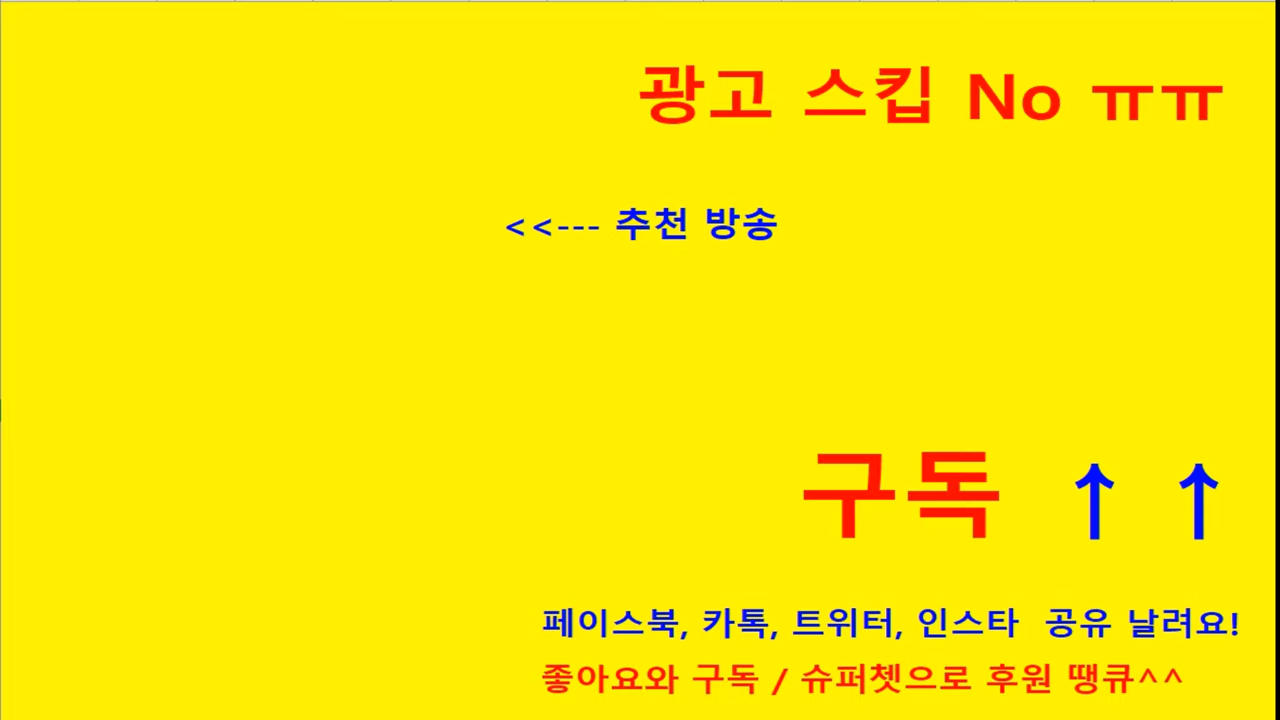 광고 스킵 No ㅠㅠ
<<--- 추천 방송
구독 ↑ ↑
페이스북, 카톡, 트위터, 인스타 공유 날려요!
좋아요와 구독 / 슈퍼쳇으로 후원 땡큐^^